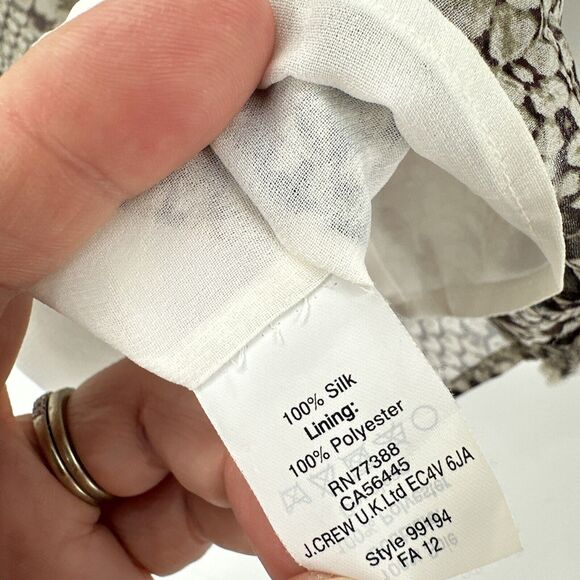 100% Silk
Lining:
100% Polyester
RN77388
CA56445
J.CREW U.K.Ltd EC4V 6JA
Style 99194
FA 12